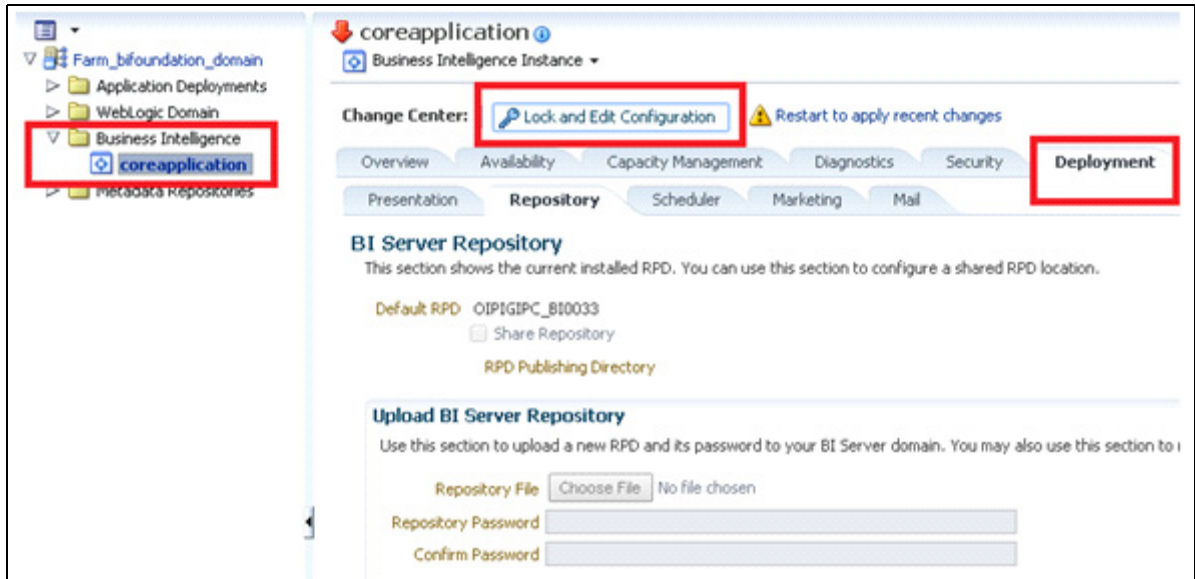 Farm_bifoundation_domain
Application Deployments
WebLogic Domain
Business Intelligence
coreapplication
Metadata Repositories
coreapplication
Business Intelligence Instance
Change Center: Lock and Edit Configuration Restart to apply recent changes
Overview Availability Capacity Management Diagnostics Security Deployment
Presentation Repository Scheduler Marketing Mail
BI Server Repository
This section shows the current installed RPD. You can use this section to configure a shared RPD location.
Default RPD OIPIGIPC_BI0033
Share Repository
RPD Publishing Directory
Upload BI Server Repository
Use this section to upload a new RPD and its password to your BI Server domain. You may also use this section to
Repository File Choose File No file chosen
Repository Password
Confirm Password